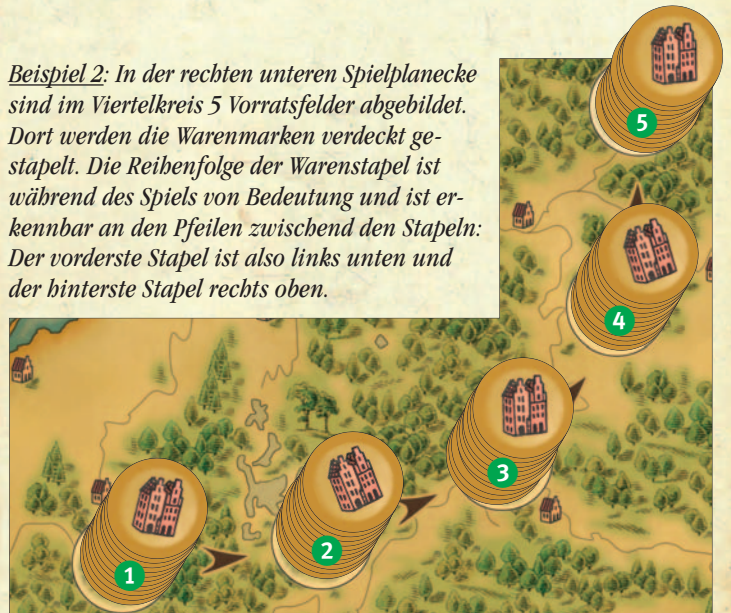 Beispiel 2: In der rechten unteren Spielplanecke
sind im Viertelkreis 5 Vorratsfelder abgebildet.
Dort werden die Warenmarken verdeckt ge-
stapelt. Die Reihenfolge der Warenstapel ist
während des Spiels von Bedeutung und ist er-
kennbar an den Pfeilen zwischend den Stapeln:
Der vorderste Stapel ist also links unten und
der hinterste Stapel rechts oben.
5
4
3
2
1